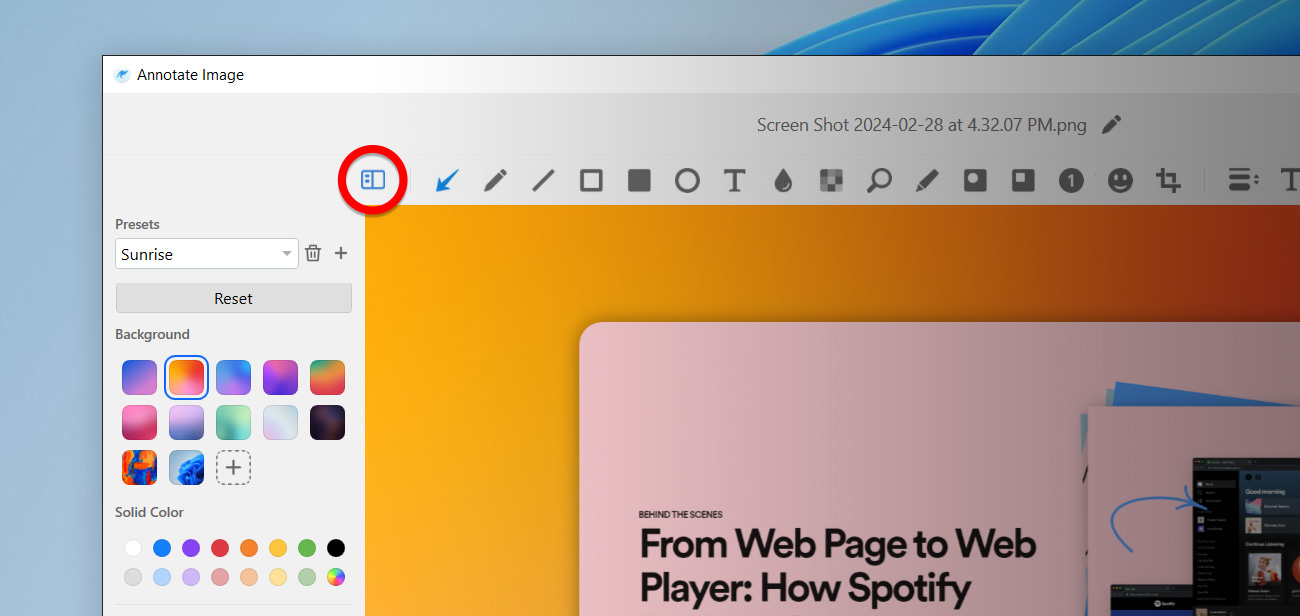 Annotate Image
Screen Shot 2024-02-28 at 4.32.07 PM.png
T
1
T
Presets
Sunrise
Reset
Background
Solid Color
BEHIND THE SCENES
From Web Page to Web
Player: How Spotify
Good morning
Continue Listening
Spotify